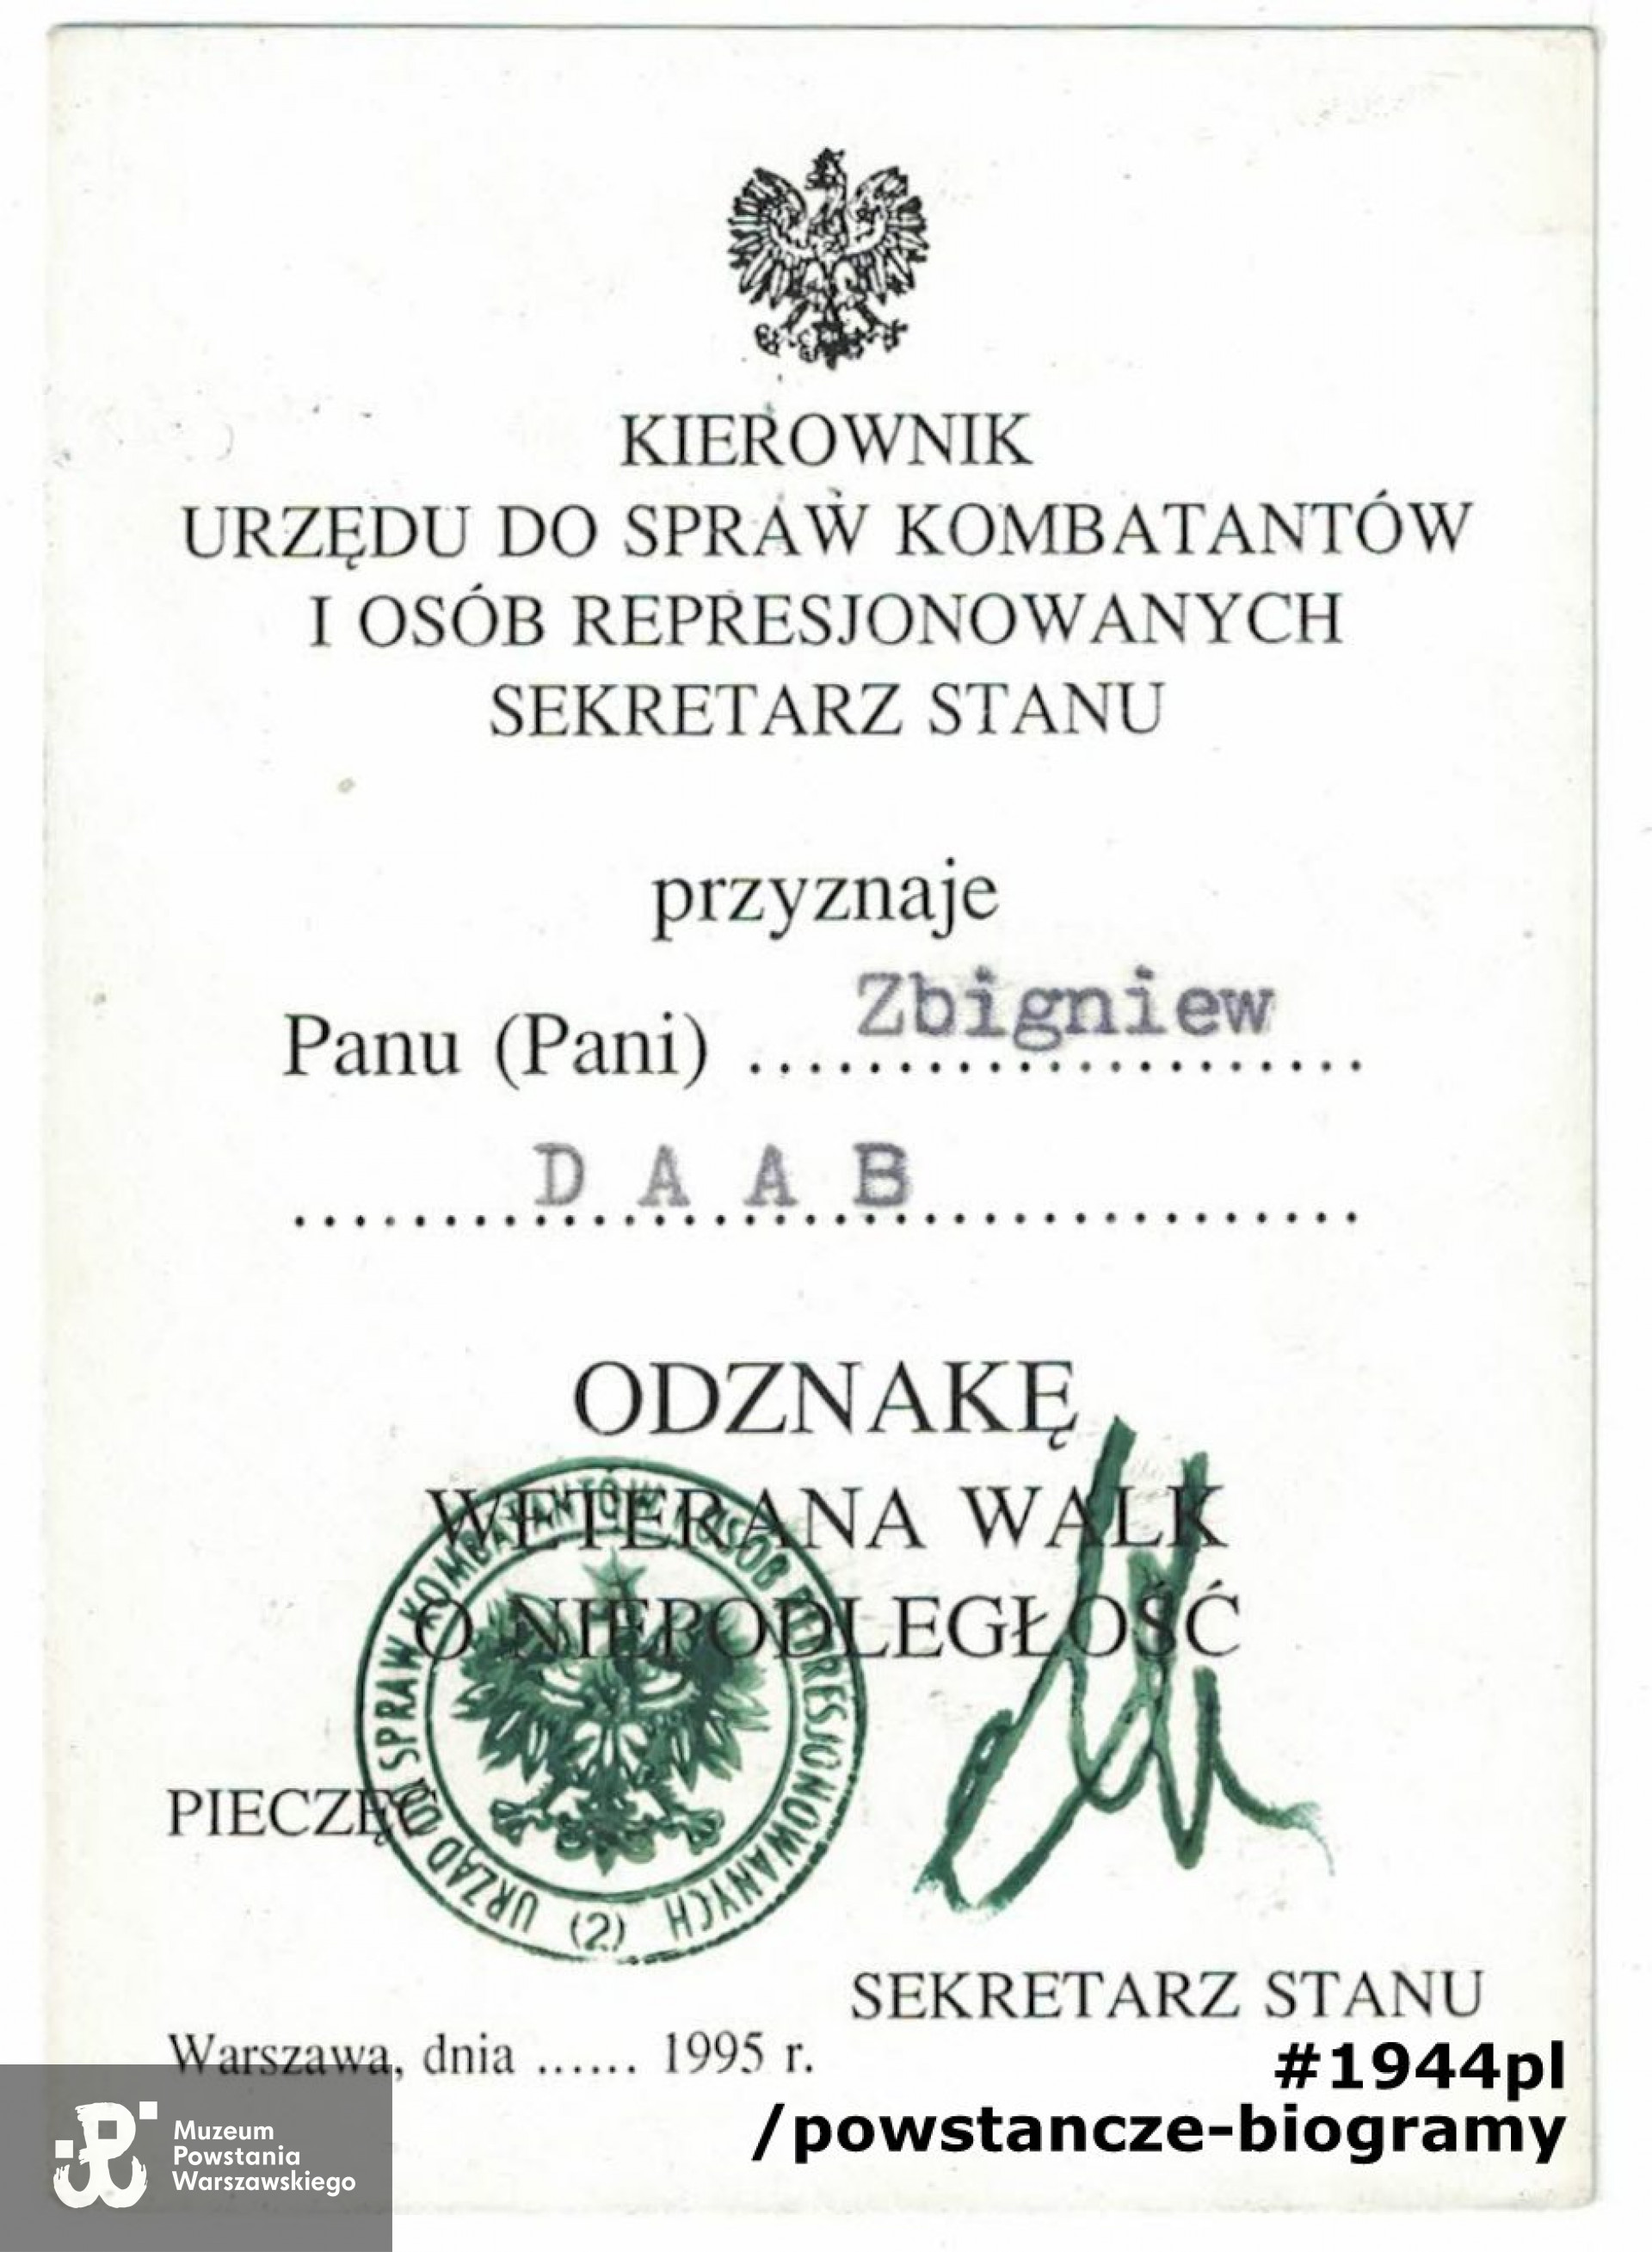 KIEROWNIK
URZĘDU DO SPRAW KOMBATANTÓW
I OSÓB REPRESJONOWANYCH
SEKRETARZ STANU
przyznaje
Panu (Pani) ...................... Zbigniew
D A A B
ODZNAKĘ
WETERANA WALK
O NIEPODLEGŁOŚĆ
PIECZĘĆ
URZĄD DO SPRAW KOMBATANTÓW I OSÓB REPRESJONOWANYCH (2)
SEKRETARZ STANU
Warszawa, dnia ...... 1995 r.
#1944pl
/powstancze-biogramy
Muzeum
Powstania
Warszawskiego